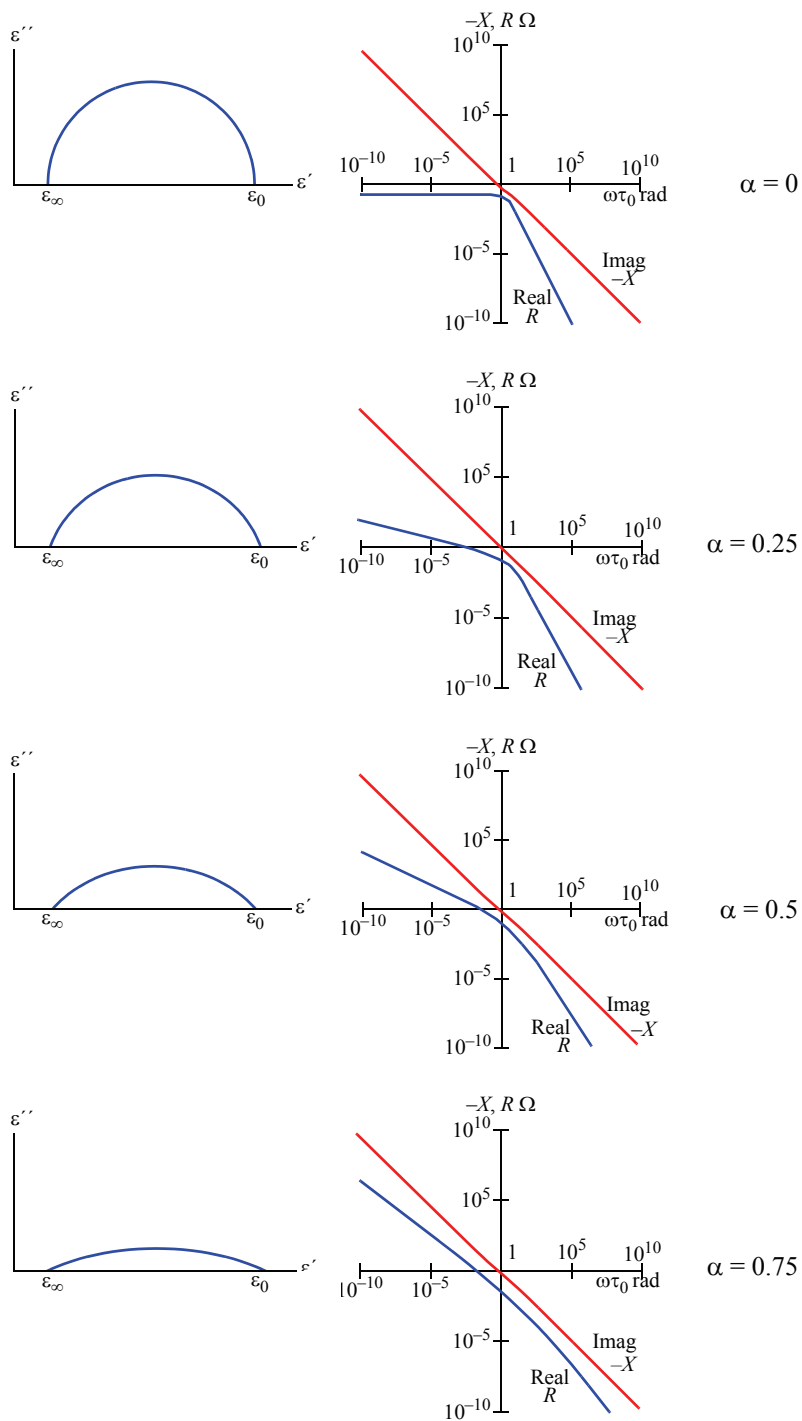 ε´´
ε´
ε∞
ε0
–X, R Ω
10^10
10^5
10^–10
10^–5
1
10^5
10^10
ωτ0 rad
10^–5
10^–10
Imag
–X
Real
R
α = 0
ε´´
ε´
ε∞
ε0
–X, R Ω
10^10
10^5
10^–10
10^–5
1
10^5
10^10
ωτ0 rad
10^–5
10^–10
Imag
–X
Real
R
α = 0.25
ε´´
ε´
ε∞
ε0
–X, R Ω
10^10
10^5
10^–10
10^–5
1
10^5
10^10
ωτ0 rad
10^–5
10^–10
Imag
–X
Real
R
α = 0.5
ε´´
ε´
ε∞
ε0
–X, R Ω
10^10
10^5
10^–10
10^–5
1
10^5
10^10
ωτ0 rad
10^–5
10^–10
Imag
–X
Real
R
α = 0.75